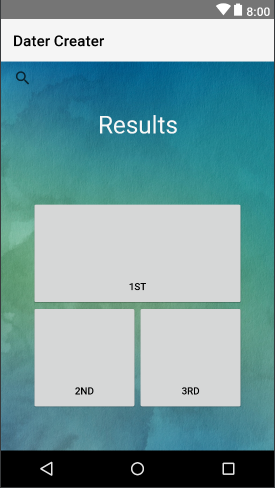 8:00
Dater Creater
Results
1ST
2ND
3RD